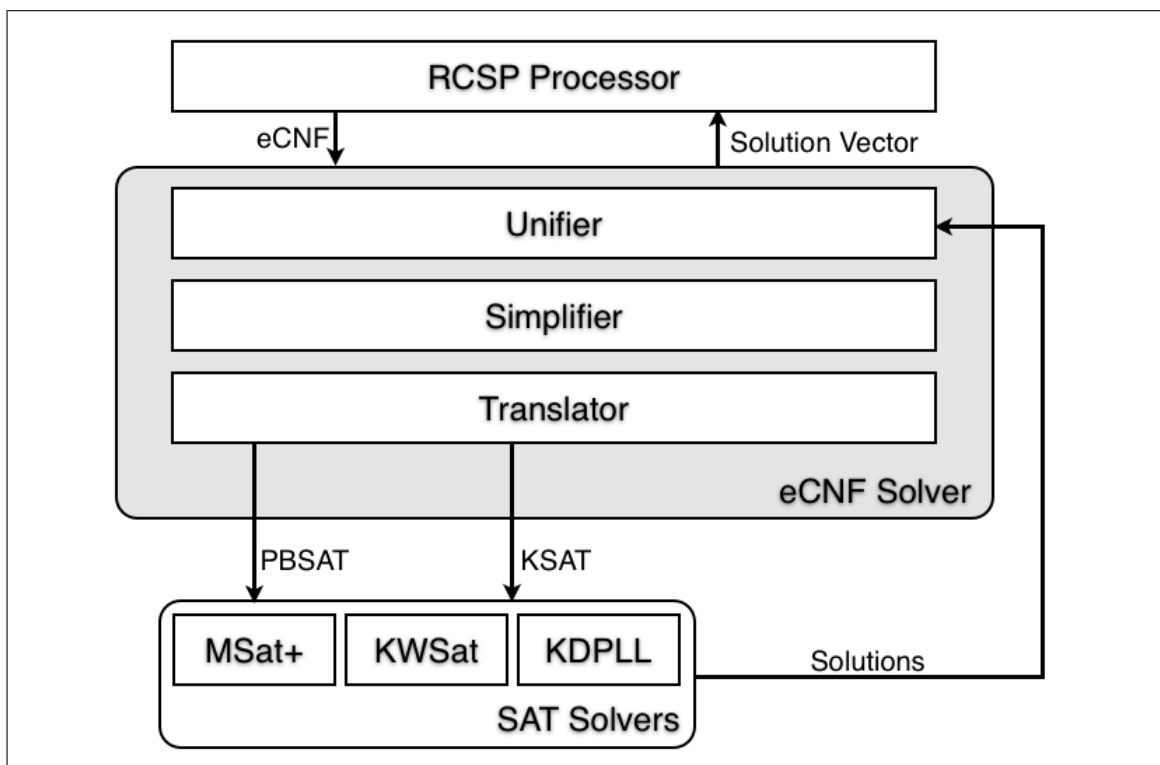 RCSP Processor
eCNF
Solution Vector
Unifier
Simplifier
Translator
eCNF Solver
PBSAT
KSAT
MSat+
KWSat
KDPLL
Solutions
SAT Solvers